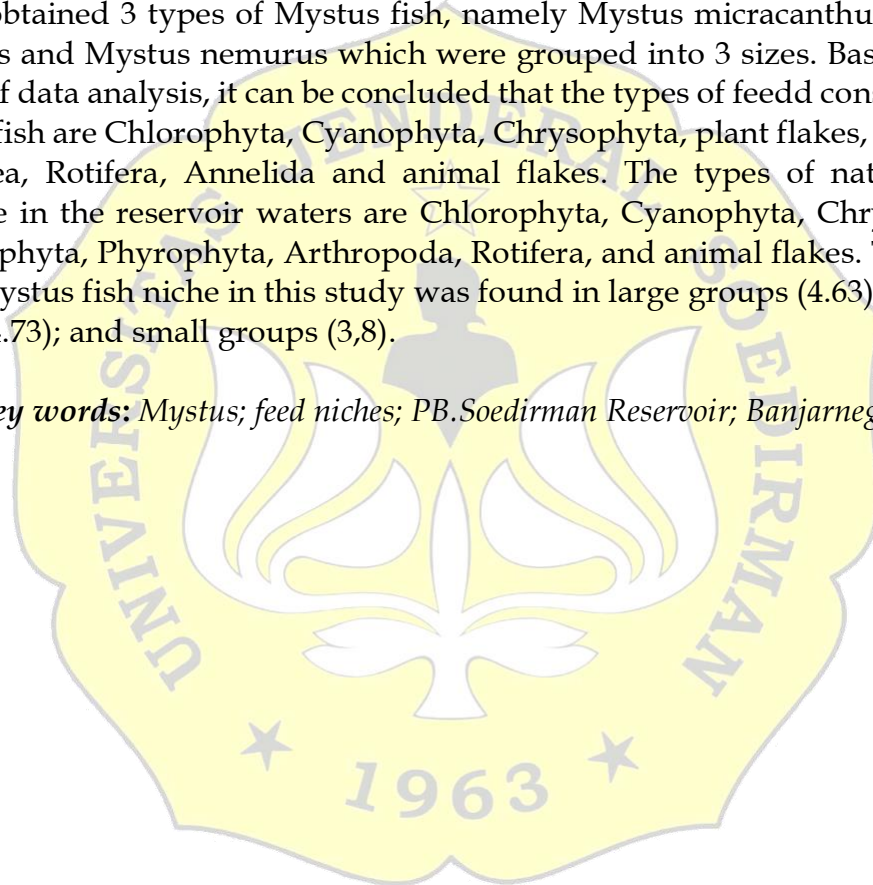 obtained 3 types of Mystus fish, namely Mystus micracanthu
s and Mystus nemurus which were grouped into 3 sizes. Bas
f data analysis, it can be concluded that the types of feedd con
fish are Chlorophyta, Cyanophyta, Chrysophyta, plant flakes,
ea, Rotifera, Annelida and animal flakes. The types of nat
e in the reservoir waters are Chlorophyta, Cyanophyta, Chr
phyta, Phyrophyta, Arthropoda, Rotifera, and animal flakes.
ystus fish niche in this study was found in large groups (4.63)
.73); and small groups (3,8).
ey words: Mystus; feed niches; PB.Soedirman Reservoir; Banjarneg
UNIVERSITAS JENDERAL SOEDIRMAN
1963